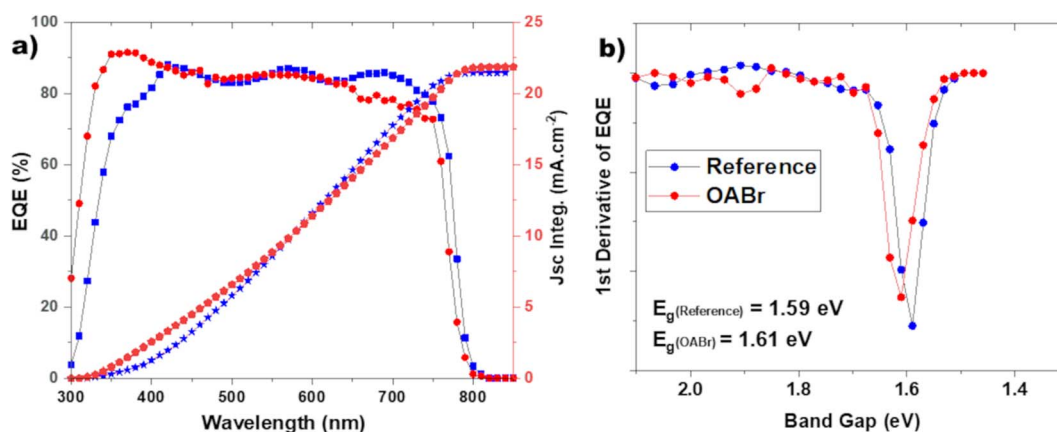 a)
EQE (%)
100
80
60
40
20
0
300
400
500
600
700
800
Wavelength (nm)
25
20
15
10
5
0
Jsc Integ. (mA.cm-2)
b)
1st Derivative of EQE
Reference
OABr
Eg(Reference) = 1.59 eV
Eg(OABr) = 1.61 eV
2.0
1.8
1.6
1.4
Band Gap (eV)